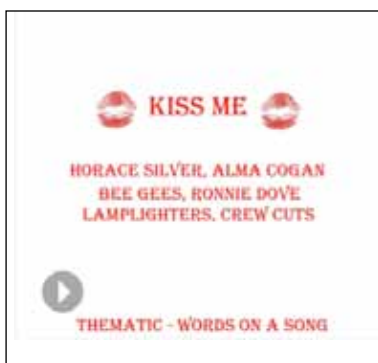 KISS ME
HORACE SILVER, ALMA COGAN
BEE GEES, RONNIE DOVE
LAMPLIGHTERS, CREW CUTS
THEMATIC - WORDS ON A SONG